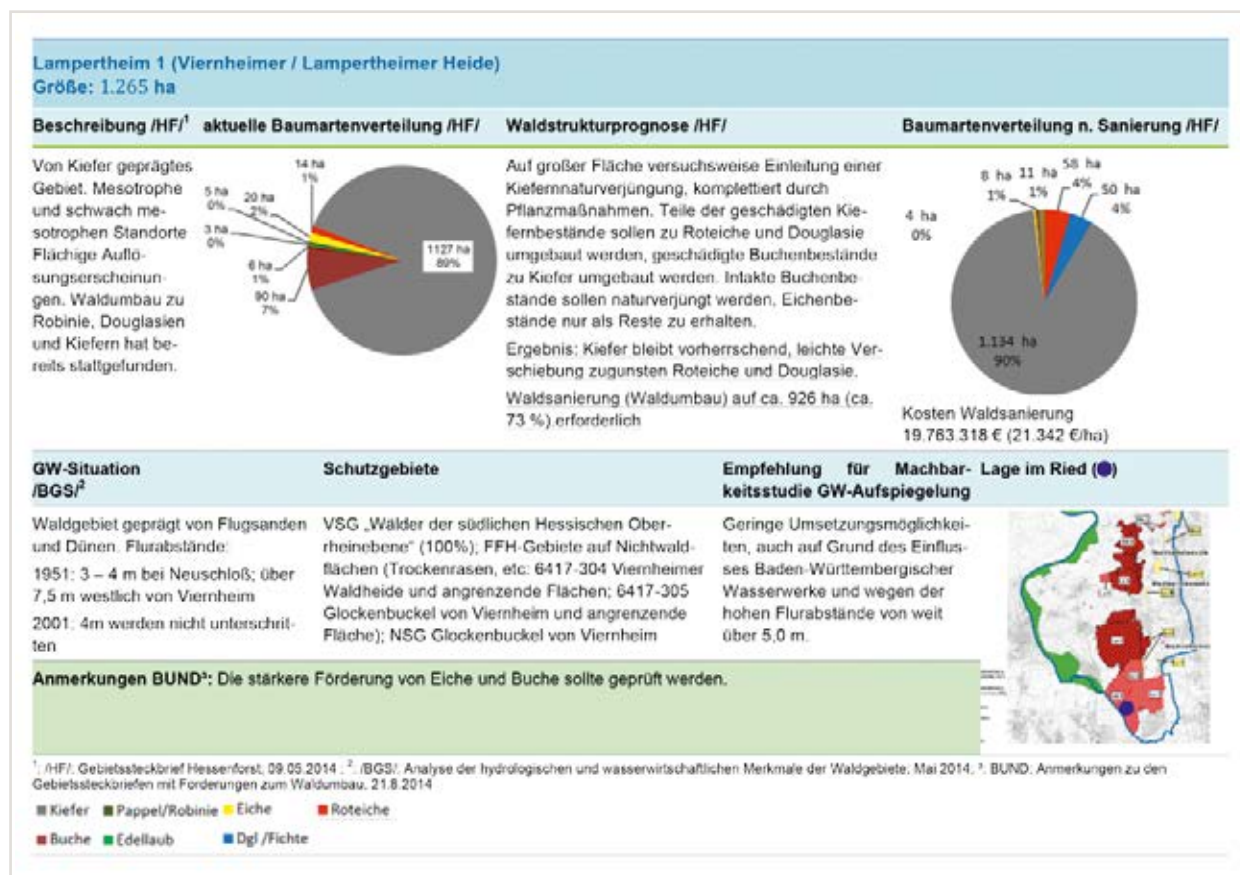 Lampertheim 1 (Viernheimer / Lampertheimer Heide)
Größe: 1.265 ha
Beschreibung /HF/¹
aktuelle Baumartenverteilung /HF/
Waldstrukturprognose /HF/
Baumartenverteilung n. Sanierung /HF/
Von Kiefer geprägtes
Gebiet. Mesotrophe
und schwach me-
sotrophen Standorte
Flächige Auflö-
sungserscheinun-
gen. Waldumbau zu
Robinie, Douglasien
und Kiefern hat be-
reits stattgefunden.
14 ha
1%
5 ha
0%
20 ha
2%
3 ha
0%
6 ha
1%
90 ha
7%
1127 ha
89%
Auf großer Fläche versuchsweise Einleitung einer
Kiefernnaturverjüngung, komplettiert durch
Pflanzmaßnahmen. Teile der geschädigten Kie-
fernbestände sollen zu Roteiche und Douglasie
umgebaut werden, geschädigte Buchenbestände
zu Kiefer umgebaut werden. Intakte Buchenbe-
stände sollen naturverjungt werden, Eichenbe-
stände nur als Reste zu erhalten.
Ergebnis: Kiefer bleibt vorherrschend, leichte Ver-
schiebung zugunsten Roteiche und Douglasie.
Waldsanierung (Waldumbau) auf ca. 926 ha (ca.
73 %) erforderlich
4 ha
0%
8 ha
1%
11 ha
1%
58 ha
4%
50 ha
4%
1.134 ha
90%
Kosten Waldsanierung
19.763.318 € (21.342 €/ha)
GW-Situation
/BGS/²
Schutzgebiete
Empfehlung für Machbar-
keitsstudie GW-Aufspiegelung
Lage im Ried ( )
Waldgebiet geprägt von Flugsanden
und Dünen. Flurabstände:
1951: 3 – 4 m bei Neuschloß; über
7,5 m westlich von Viernheim
2001: 4m werden nicht unterschrit-
ten
VSG „Wälder der südlichen Hessischen Ober-
rheinebene" (100%); FFH-Gebiete auf Nichtwald-
flächen (Trockenrasen, etc: 6417-304 Viernheimer
Waldheide und angrenzende Flächen; 6417-305
Glockenbuckel von Viernheim und angrenzende
Fläche); NSG Glockenbuckel von Viernheim
Geringe Umsetzungsmöglichkei-
ten, auch auf Grund des Einflus-
ses Baden-Württembergischer
Wasserwerke und wegen der
hohen Flurabstände von weit
über 5,0 m.
Anmerkungen BUND³: Die stärkere Förderung von Eiche und Buche sollte geprüft werden.
¹: /HF/: Gebietssteckbrief Hessenforst, 09.05.2014 ; ²: /BGS/: Analyse der hydrologischen und wasserwirtschaftlichen Merkmale der Waldgebiete; Mai 2014, ³: BUND: Anmerkungen zu den
Gebietssteckbriefen mit Forderungen zum Waldumbau, 21.8.2014
Kiefer
Pappel/Robinie
Eiche
Roteiche
Buche
Edellaub
Dgl /Fichte